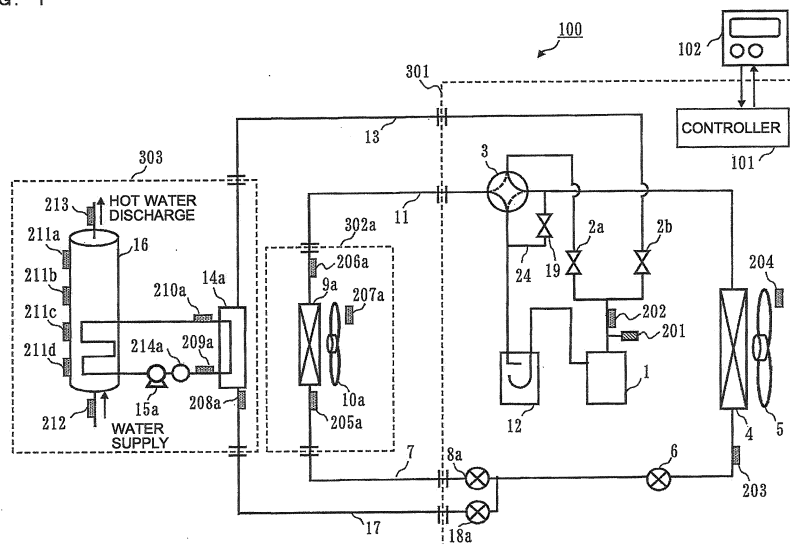 FIG. 1
100
102
CONTROLLER
101
301
13
303
3
11
302a
213
HOT WATER
DISCHARGE
211a
16
211b
211c
211d
210a
14a
214a
209a
15a
208a
212
WATER
SUPPLY
206a
9a
207a
10a
205a
24
19
2a
2b
202
201
204
12
1
4
5
7
8a
6
203
17
18a